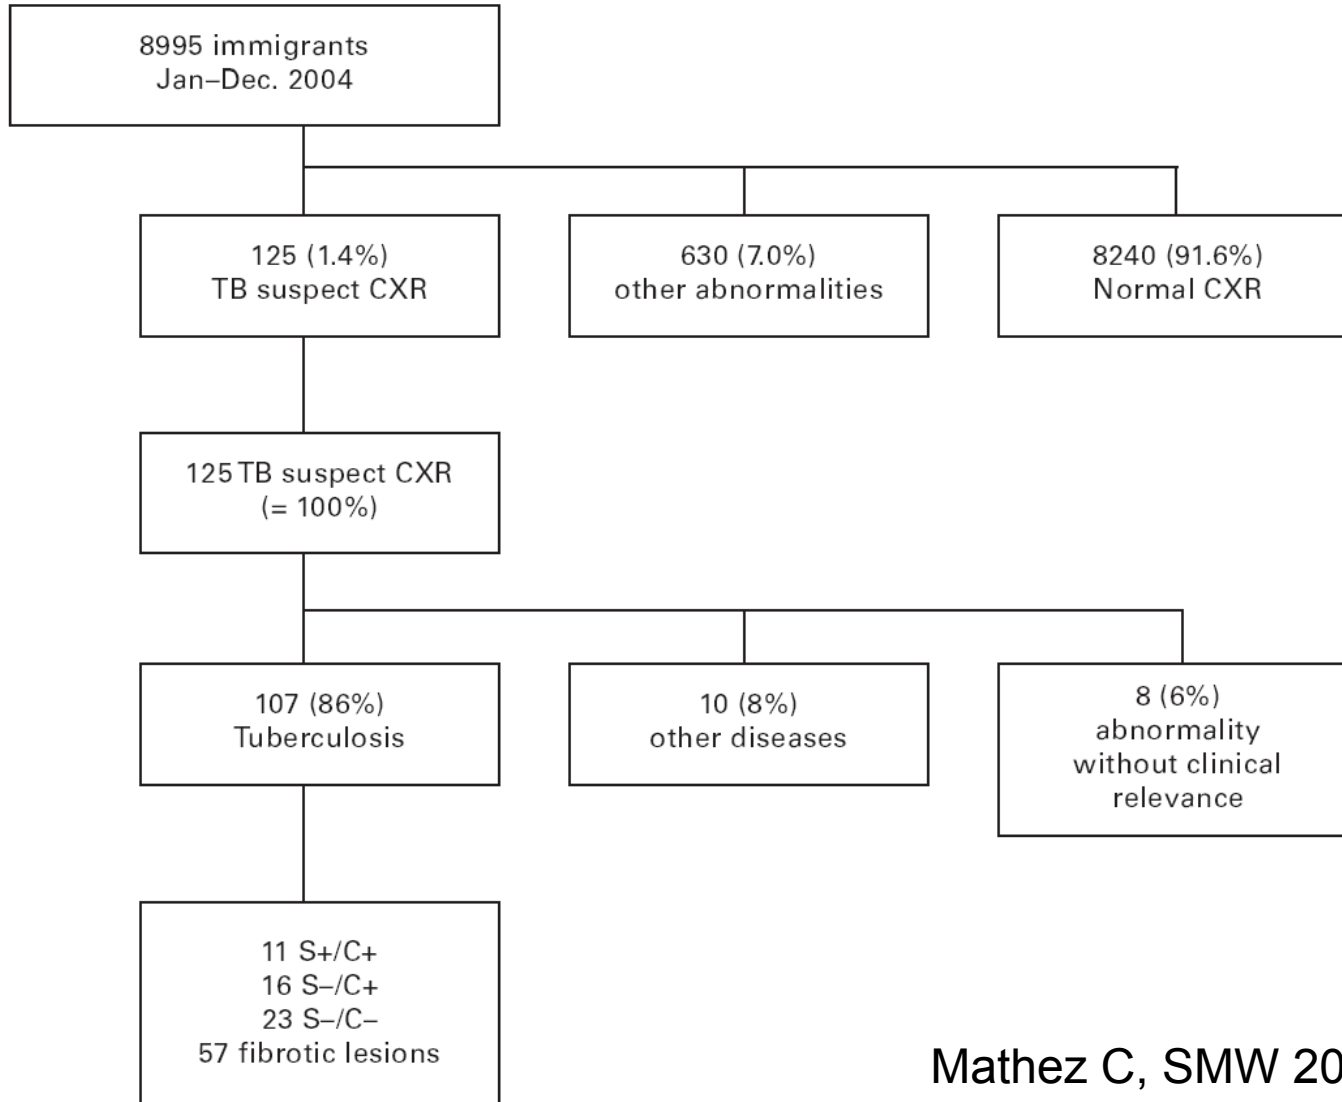 8995 immigrants
Jan–Dec. 2004
125 (1.4%)
TB suspect CXR
630 (7.0%)
other abnormalities
8240 (91.6%)
Normal CXR
125 TB suspect CXR
(= 100%)
107 (86%)
Tuberculosis
10 (8%)
other diseases
8 (6%)
abnormality
without clinical
relevance
11 S+/C+
16 S–/C+
23 S–/C–
57 fibrotic lesions
Mathez C, SMW 20